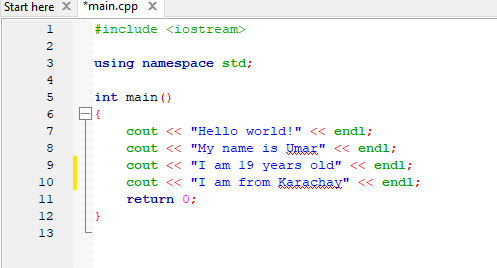 Start here X *main.cpp X
1 #include <iostream>
2
3 using namespace std;
4
5 int main()
6 {
7 cout << "Hello world!" << endl;
8 cout << "My name is Umar" << endl;
9 cout << "I am 19 years old" << endl;
10 cout << "I am from Karachay" << endl;
11 return 0;
12 }
13